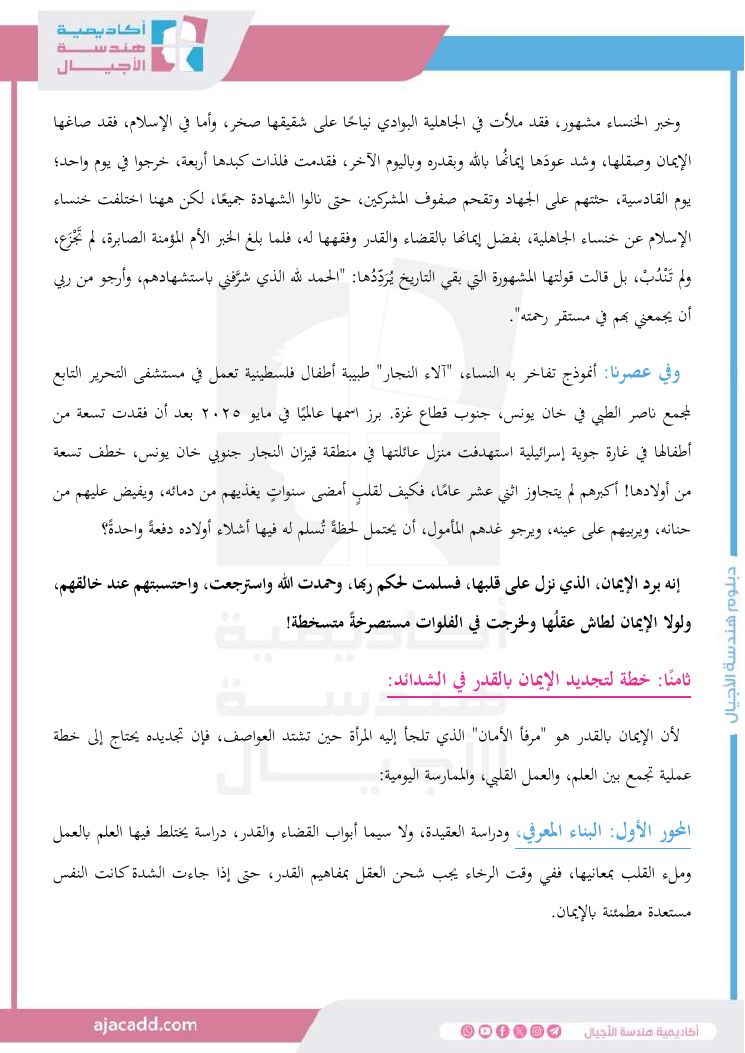 أكاديمية
هندسة
الأجيال
وخبر الخنساء مشهور، فقد ملأت في الجاهلية البوادي نياحًا على شقيقها صخر، وأما في الإسلام، فقد صاغها
الإيمان وصقلها، وشد عودَها إيمانُها بالله وبقدره وباليوم الآخر، فقدمت فلذات كبدها أربعة، خرجوا في يوم واحد؛
يوم القادسية، حثتهم على الجهاد وتقحم صفوف المشركين، حتى نالوا الشهادة جميعًا، لكن ههنا اختلفت خنساء
الإسلام عن خنساء الجاهلية، بفضل إيمانها بالقضاء والقدر وفقهها له، فلما بلغ الخبر الأم المؤمنة الصابرة، لم تَجْزَع،
ولم تَنْدُبْ، بل قالت قولتها المشهورة التي بقي التاريخ يُرَدِّدُها: "الحمد لله الذي شرَّفني باستشهادهم، وأرجو من ربي
أن يجمعني بهم في مستقر رحمته".
وفي عصرنا: أنموذج تفاخر به النساء، "آلاء النجار" طبيبة أطفال فلسطينية تعمل في مستشفى التحرير التابع
لمجمع ناصر الطبي في خان يونس، جنوب قطاع غزة. برز اسمها عالميًا في مايو ٢٠٢٥ بعد أن فقدت تسعة من
أطفالها في غارة جوية إسرائيلية استهدفت منزل عائلتها في منطقة قيزان النجار جنوبي خان يونس، خطف تسعة
من أولادها! أكبرهم لم يتجاوز اثني عشر عامًا، فكيف لقلبٍ أمضى سنواتٍ يغذيهم من دمائه، ويفيض عليهم من
حنانه، ويربيهم على عينه، ويرجو غدهم المأمول، أن يحتمل لحظةً تُسلم له فيها أشلاء أولاده دفعةً واحدةً؟
إنه برد الإيمان، الذي نزل على قلبها، فسلمت لحكم ربها، وحمدت الله واسترجعت، واحتسبتهم عند خالقهم،
ولولا الإيمان لطاش عقلُها ولخرجت في الفلوات مستصرخةً متسخطة!
ثامنًا: خطة لتجديد الإيمان بالقدر في الشدائد:
لأن الإيمان بالقدر هو "مرفأ الأمان" الذي تلجأ إليه المرأة حين تشتد العواصف، فإن تجديده يحتاج إلى خطة
عملية تجمع بين العلم، والعمل القلبي، والممارسة اليومية:
المحور الأول: البناء المعرفي، ودراسة العقيدة، ولا سيما أبواب القضاء والقدر، دراسة يختلط فيها العلم بالعمل
وملء القلب بمعانيها، ففي وقت الرخاء يجب شحن العقل بمفاهيم القدر، حتى إذا جاءت الشدة كانت النفس
مستعدة مطمئنة بالإيمان.
دبلوم هندسة الأجيال
أكاديمية
هندسة
الأجيال
أكاديمية هندسة الأجيال
ajacadd.com